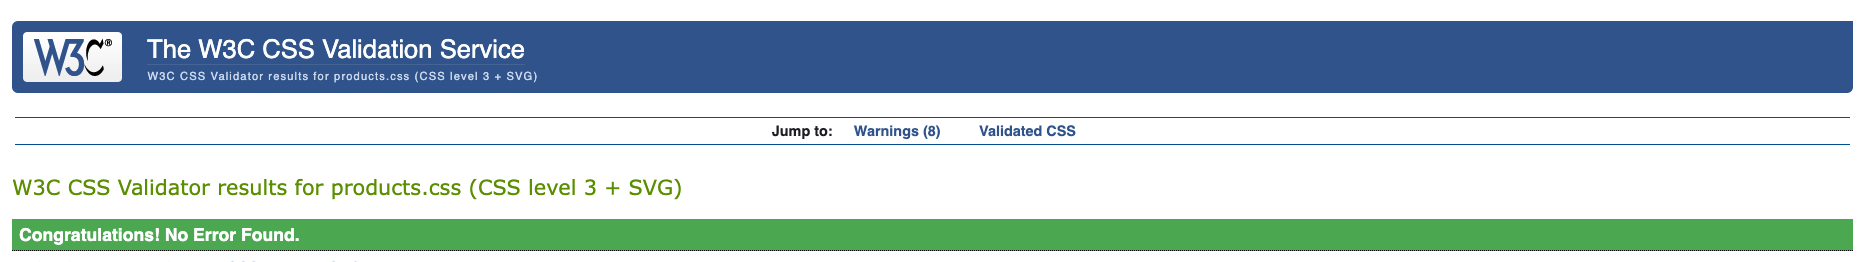 W3C®
The W3C CSS Validation Service
W3C CSS Validator results for products.css (CSS level 3 + SVG)
Jump to: Warnings (8) Validated CSS
W3C CSS Validator results for products.css (CSS level 3 + SVG)
Congratulations! No Error Found.